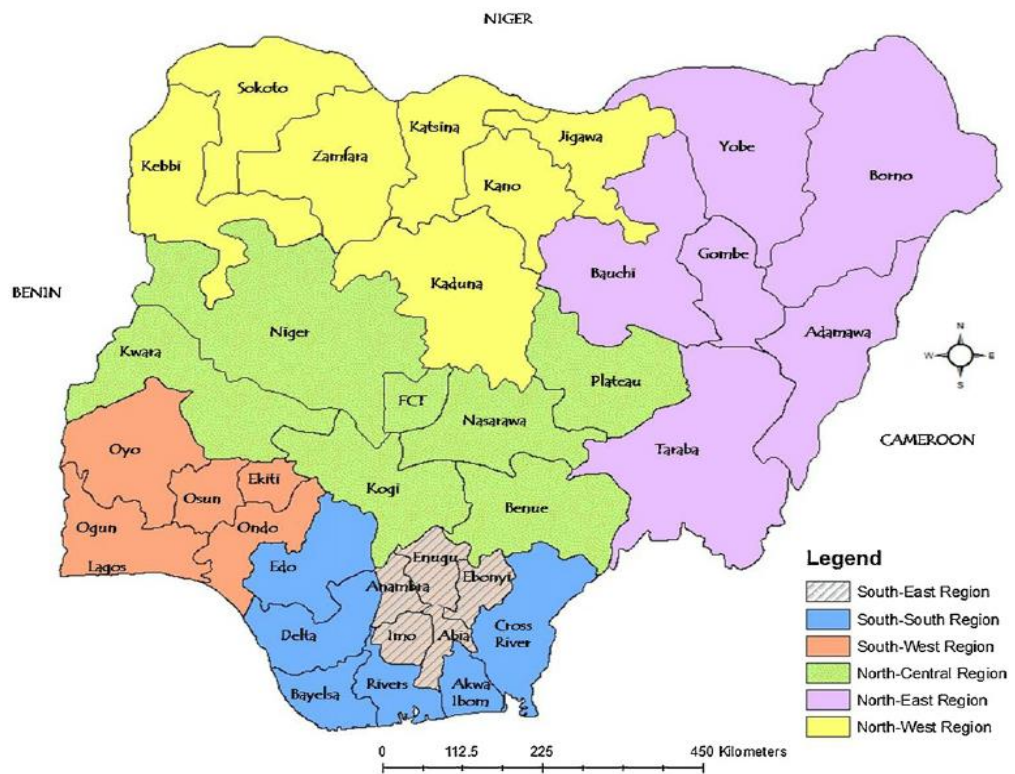 NIGER
Sokoto
Katsina
Jigawa
Yobe
Kebbi
Zamfara
Kano
Borno
Gombe
Bauchi
Kaduna
BENIN
Niger
Adamawa
Kwara
Plateau
FCT
Nasarawa
CAMEROON
N
W
E
S
Oyo
Taraba
Kogi
Ekiti
Osun
Benue
Ogun
Ondo
Lagos
Edo
Enugu
Anambra
Ebonyi
Delta
Imo
Abia
Cross
River
Bayelsa
Rivers
Akwa
Ibom
Legend
South-East Region
South-South Region
South-West Region
North-Central Region
North-East Region
North-West Region
0 112.5 225 450 Kilometers